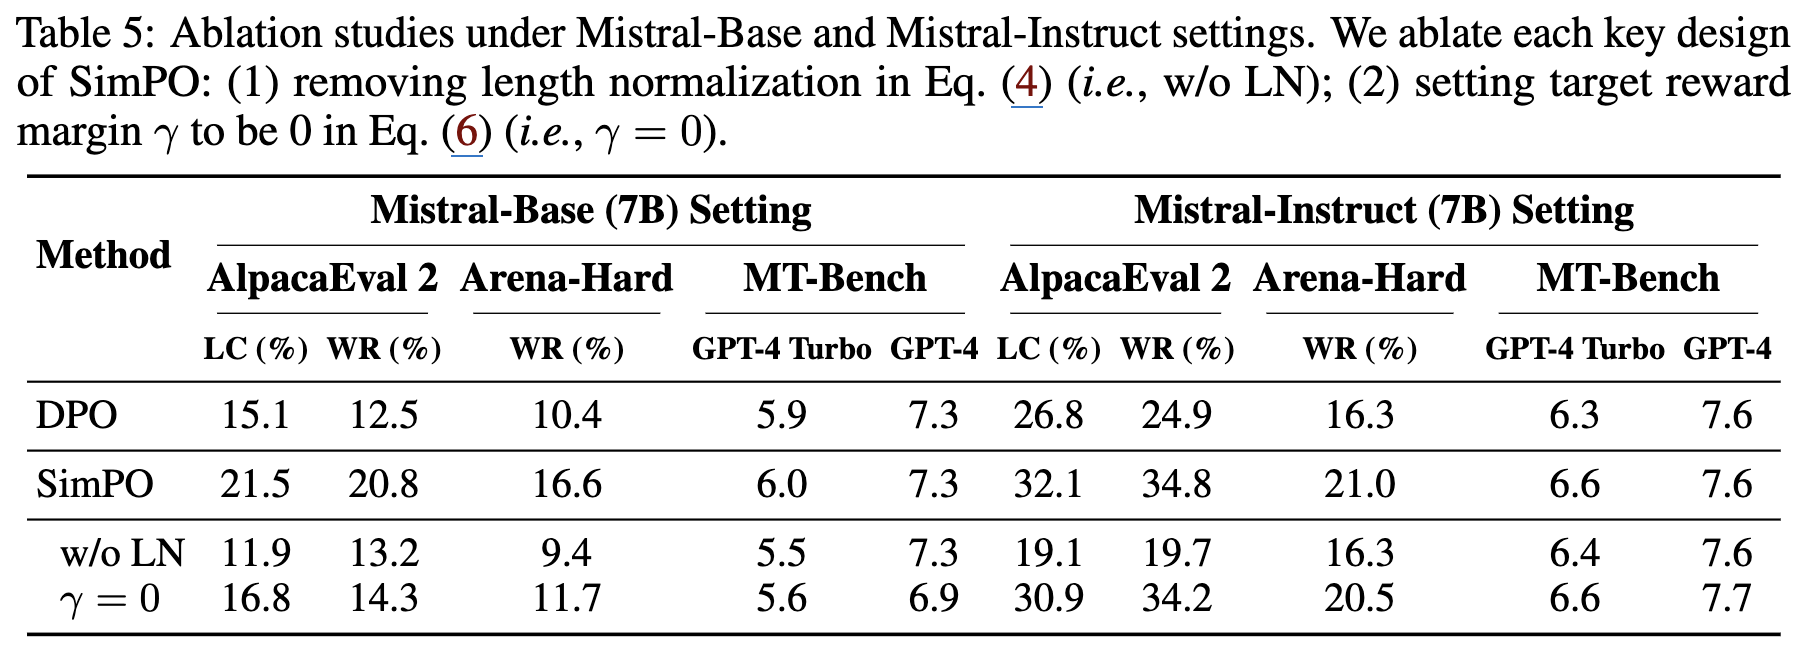 Table 5: Ablation studies under Mistral-Base and Mistral-Instruct settings. We ablate each key design
of SimPO: (1) removing length normalization in Eq. (4) (i.e., w/o LN); (2) setting target reward
margin γ to be 0 in Eq. (6) (i.e., γ = 0).
Method Mistral-Base (7B) Setting Mistral-Instruct (7B) Setting
AlpacaEval 2 Arena-Hard MT-Bench AlpacaEval 2 Arena-Hard MT-Bench
LC (%) WR (%) WR (%) GPT-4 Turbo GPT-4 LC (%) WR (%) WR (%) GPT-4 Turbo GPT-4
DPO 15.1 12.5 10.4 5.9 7.3 26.8 24.9 16.3 6.3 7.6
SimPO 21.5 20.8 16.6 6.0 7.3 32.1 34.8 21.0 6.6 7.6
w/o LN 11.9 13.2 9.4 5.5 7.3 19.1 19.7 16.3 6.4 7.6
γ = 0 16.8 14.3 11.7 5.6 6.9 30.9 34.2 20.5 6.6 7.7